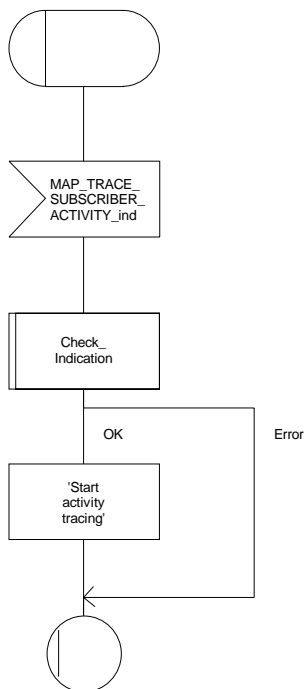 MAP_TRACE_
SUBSCRIBER_
ACTIVITY_ind
Check_
Indication
OK
Error
'Start
activity
tracing'